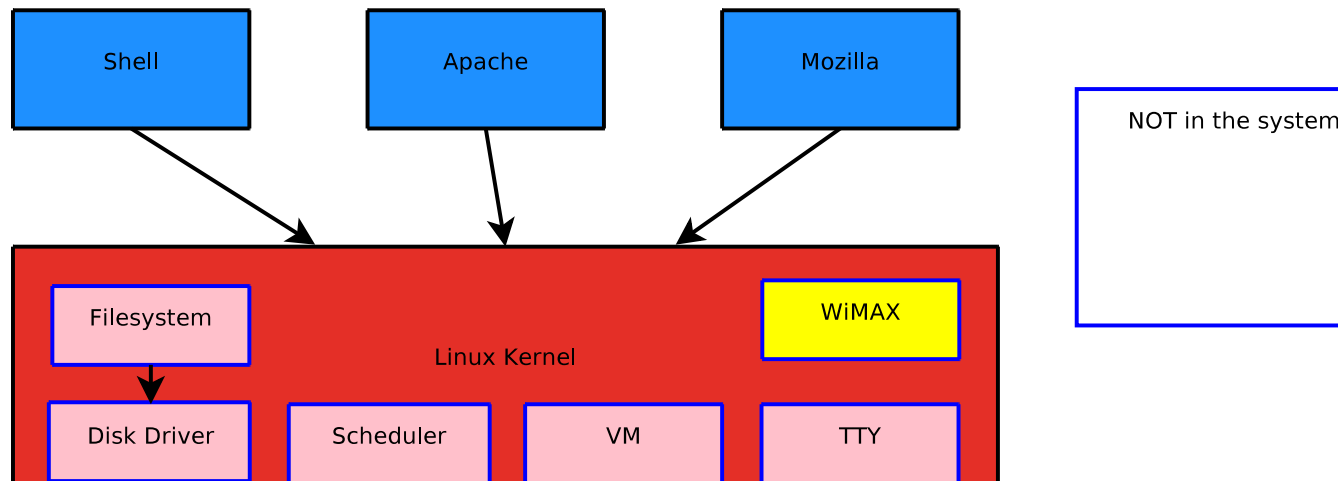 Shell
Apache
Mozilla
NOT in the system
Filesystem
WiMAX
Linux Kernel
Disk Driver
Scheduler
VM
TTY